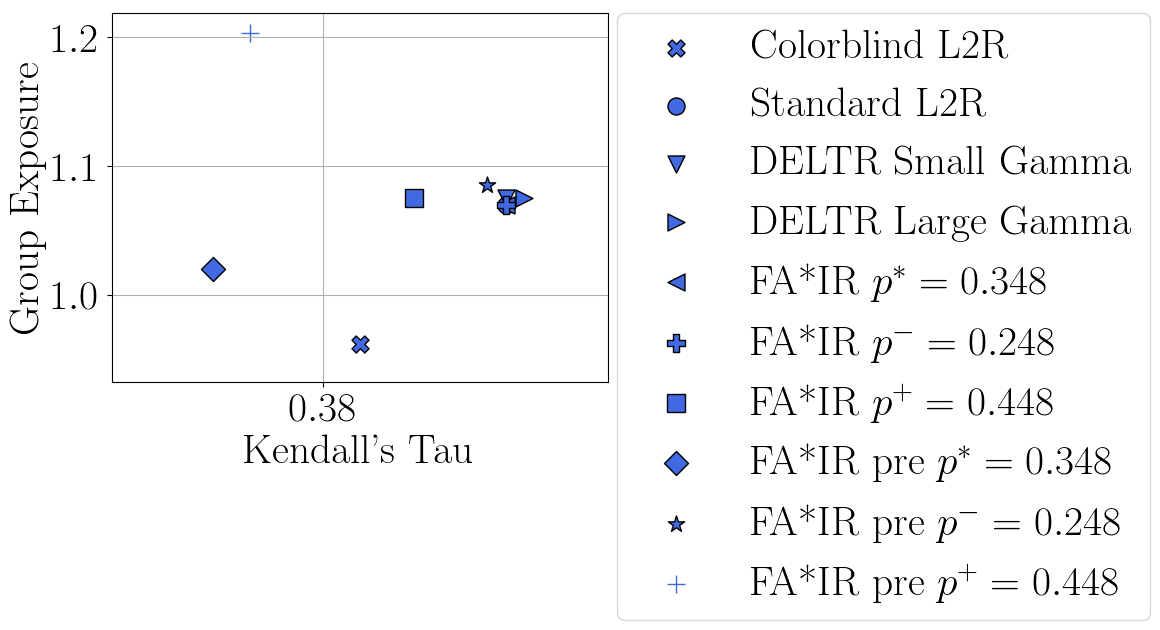 1.2
1.1
1.0
Group Exposure
0.38
Kendall's Tau
Colorblind L2R
Standard L2R
DELTR Small Gamma
DELTR Large Gamma
FA*IR p* = 0.348
FA*IR p⁻ = 0.248
FA*IR p⁺ = 0.448
FA*IR pre p* = 0.348
FA*IR pre p⁻ = 0.248
FA*IR pre p⁺ = 0.448